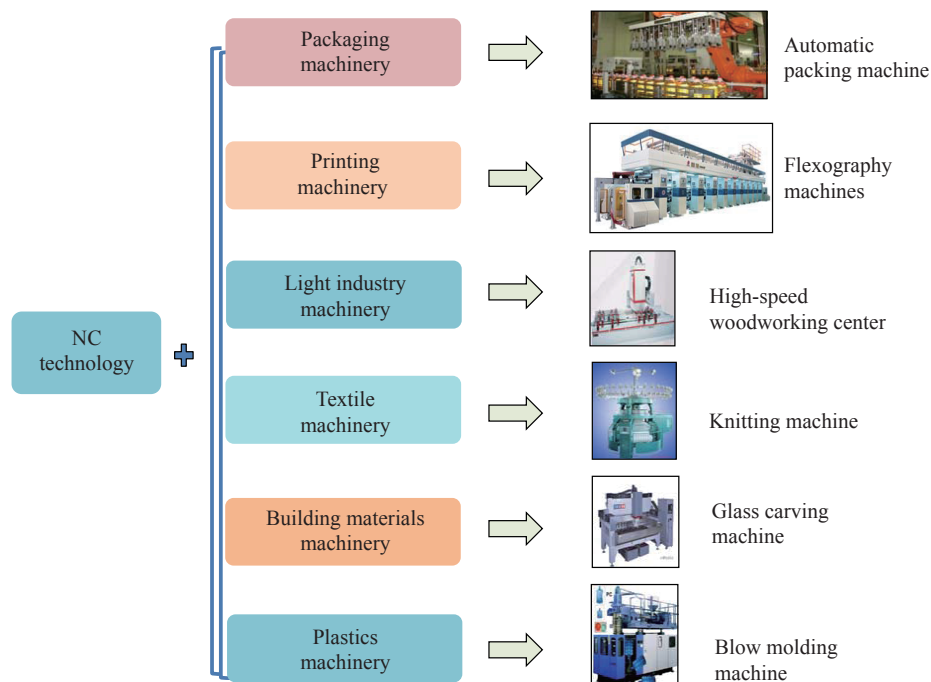 Packaging
machinery
Automatic
packing machine
Printing
machinery
Flexography
machines
Light industry
machinery
High-speed
woodworking center
NC
technology
Textile
machinery
Knitting machine
Building materials
machinery
Glass carving
machine
Plastics
machinery
PC
Blow molding
machine